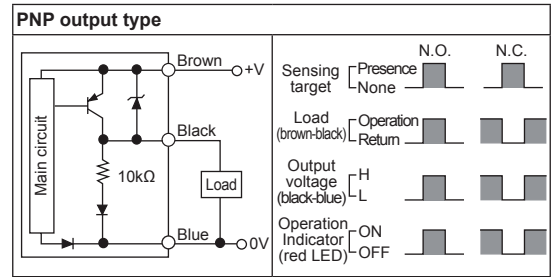 PNP output type
Main circuit
Brown
+V
Black
10kΩ
Load
Blue
0V
N.O. N.C.
Sensing target Presence None
Load (brown-black) Operation Return
Output voltage (black-blue) H L
Operation Indicator (red LED) ON OFF